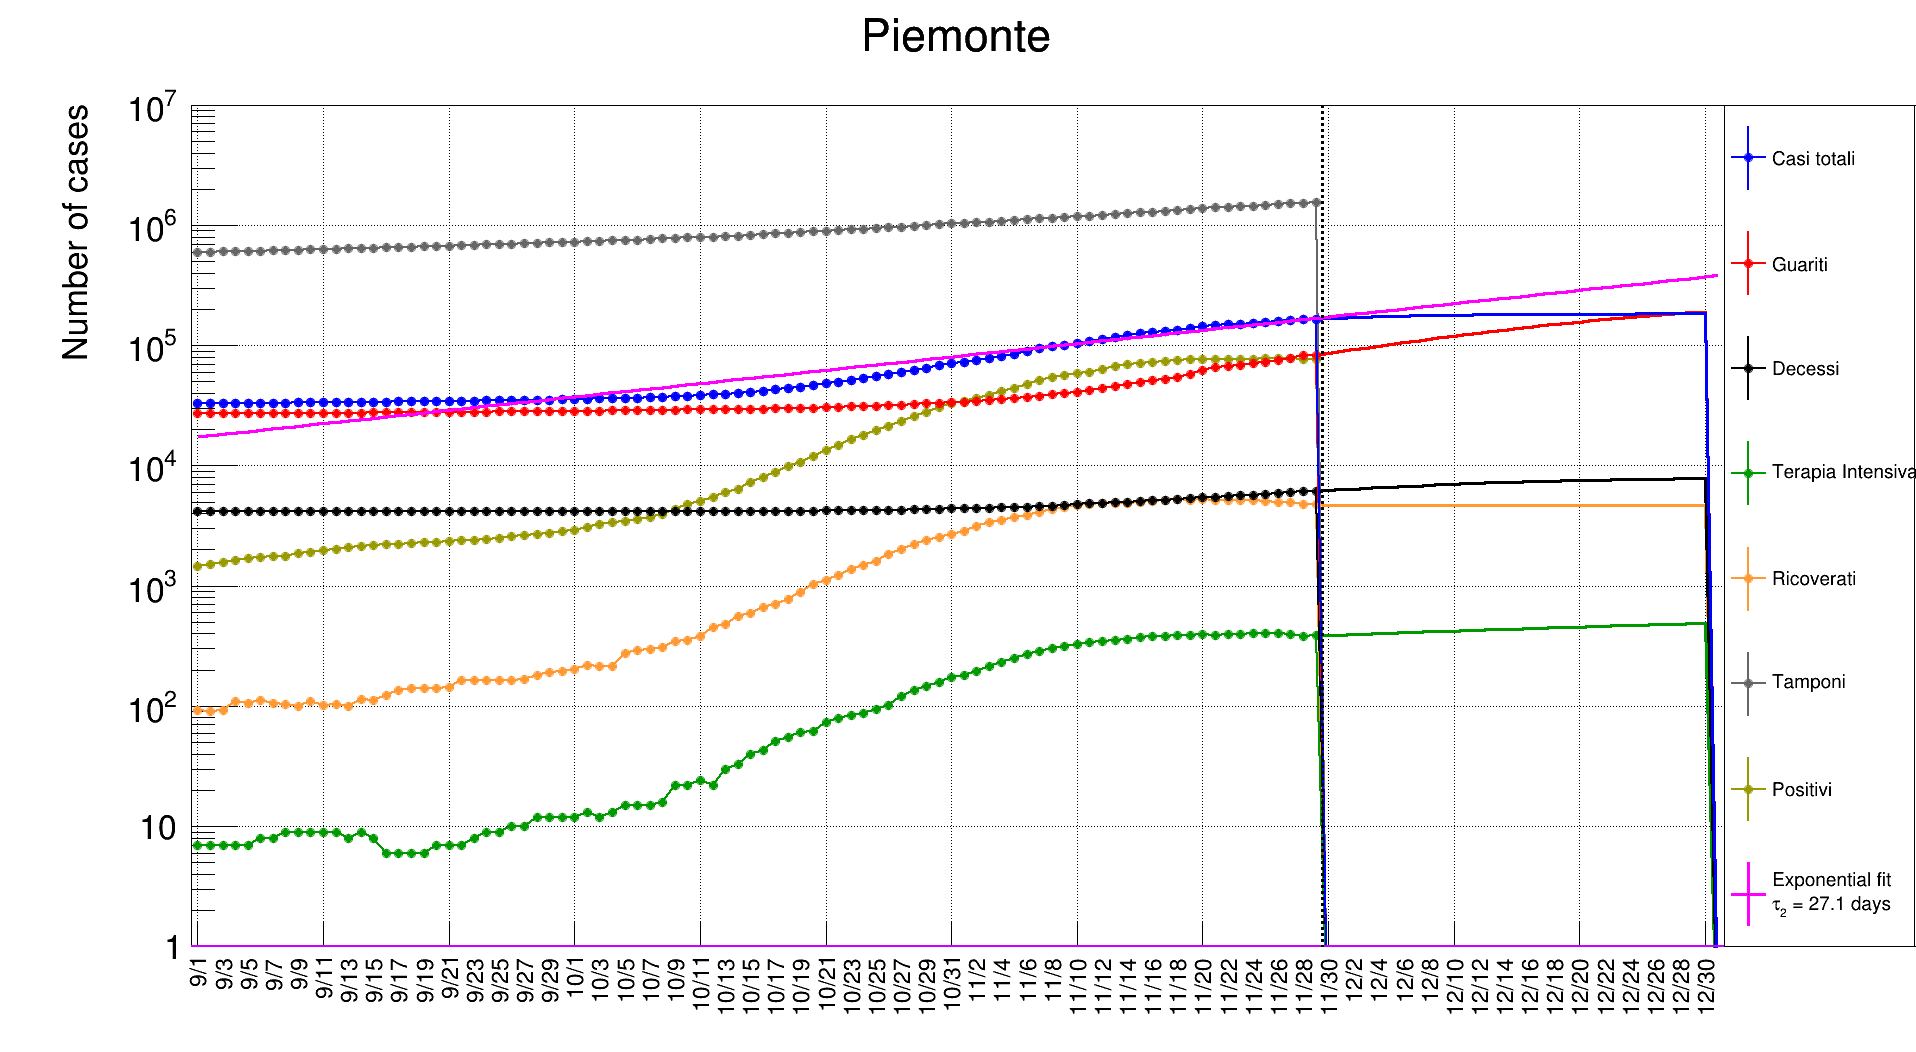 Piemonte
Number of cases
10^7
10^6
10^5
10^4
10^3
10^2
10
1
9/1 9/3 9/5 9/7 9/9 9/11 9/13 9/15 9/17 9/19 9/21 9/23 9/25 9/27 9/29 10/1 10/3 10/5 10/7 10/9 10/11 10/13 10/15 10/17 10/19 10/21 10/23 10/25 10/27 10/29 10/31 11/2 11/4 11/6 11/8 11/10 11/12 11/14 11/16 11/18 11/20 11/22 11/24 11/26 11/28 11/30 12/2 12/4 12/6 12/8 12/10 12/12 12/14 12/16 12/18 12/20 12/22 12/24 12/26 12/28 12/30
Casi totali
Guariti
Decessi
Terapia Intensiva
Ricoverati
Tamponi
Positivi
Exponential fit
τ₂ = 27.1 days